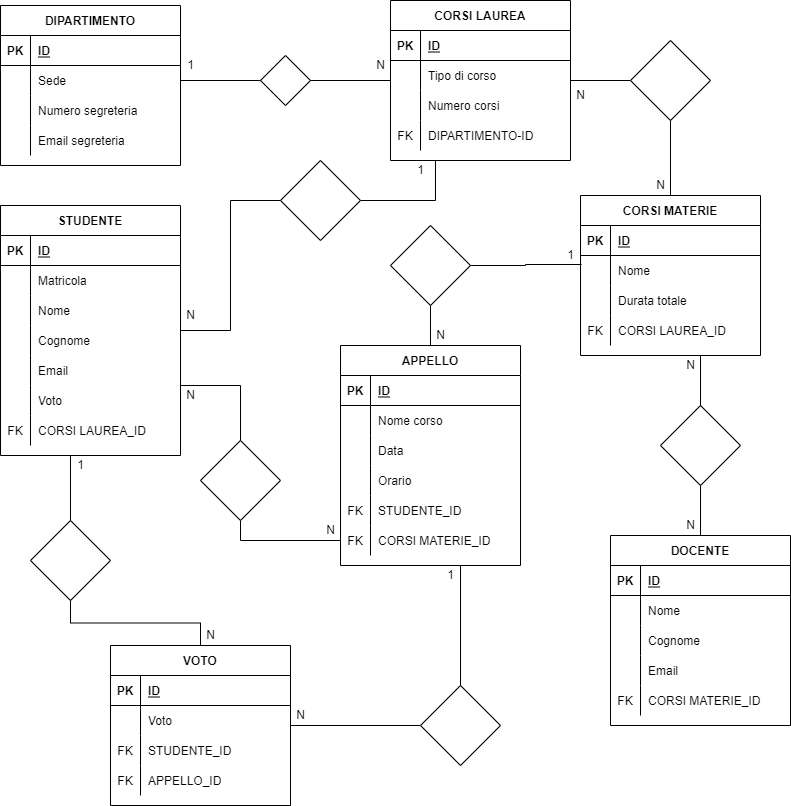 DIPARTIMENTO
PK ID
Sede
Numero segreteria
Email segreteria
1
N
CORSI LAUREA
PK ID
Tipo di corso
Numero corsi
FK DIPARTIMENTO-ID
N
N
1
N
STUDENTE
PK ID
Matricola
Nome
Cognome
Email
Voto
FK CORSI LAUREA_ID
CORSI MATERIE
PK ID
Nome
Durata totale
FK CORSI LAUREA_ID
1
N
APPELLO
PK ID
Nome corso
Data
Orario
FK STUDENTE_ID
FK CORSI MATERIE_ID
N
N
N
N
DOCENTE
PK ID
Nome
Cognome
Email
FK CORSI MATERIE_ID
1
N
VOTO
PK ID
Voto
FK STUDENTE_ID
FK APPELLO_ID
1
N